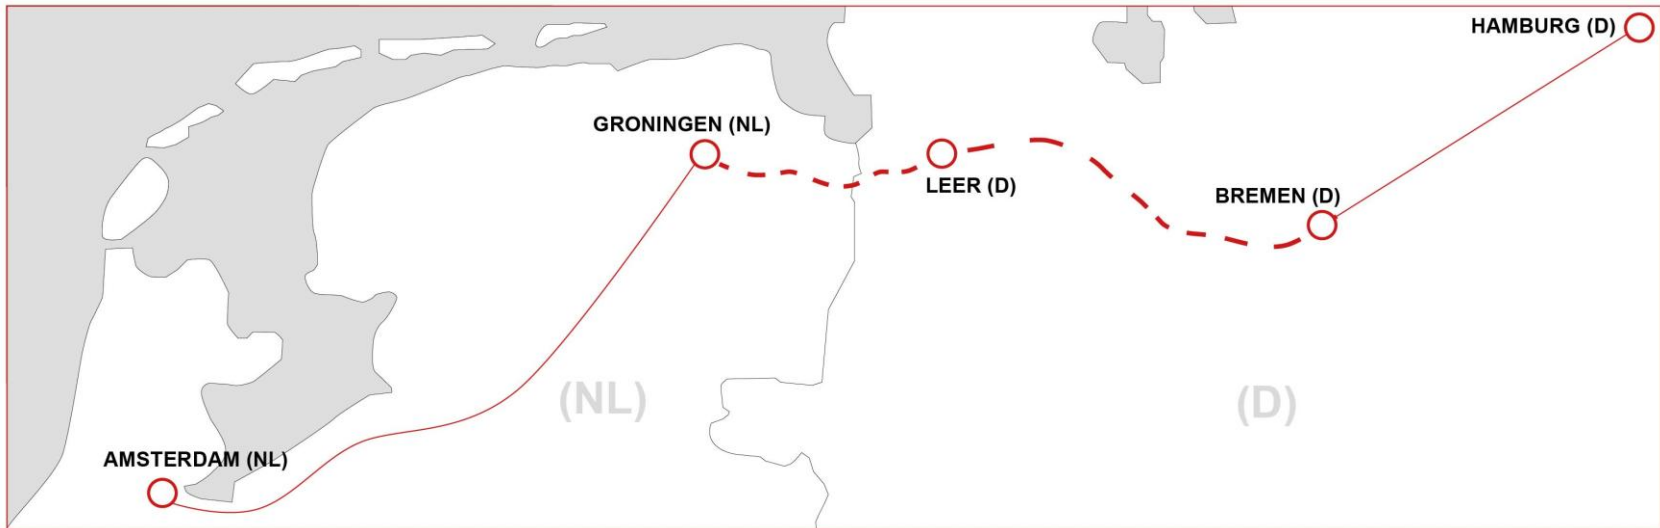 HAMBURG (D)
GRONINGEN (NL)
LEER (D)
BREMEN (D)
(NL)
(D)
AMSTERDAM (NL)